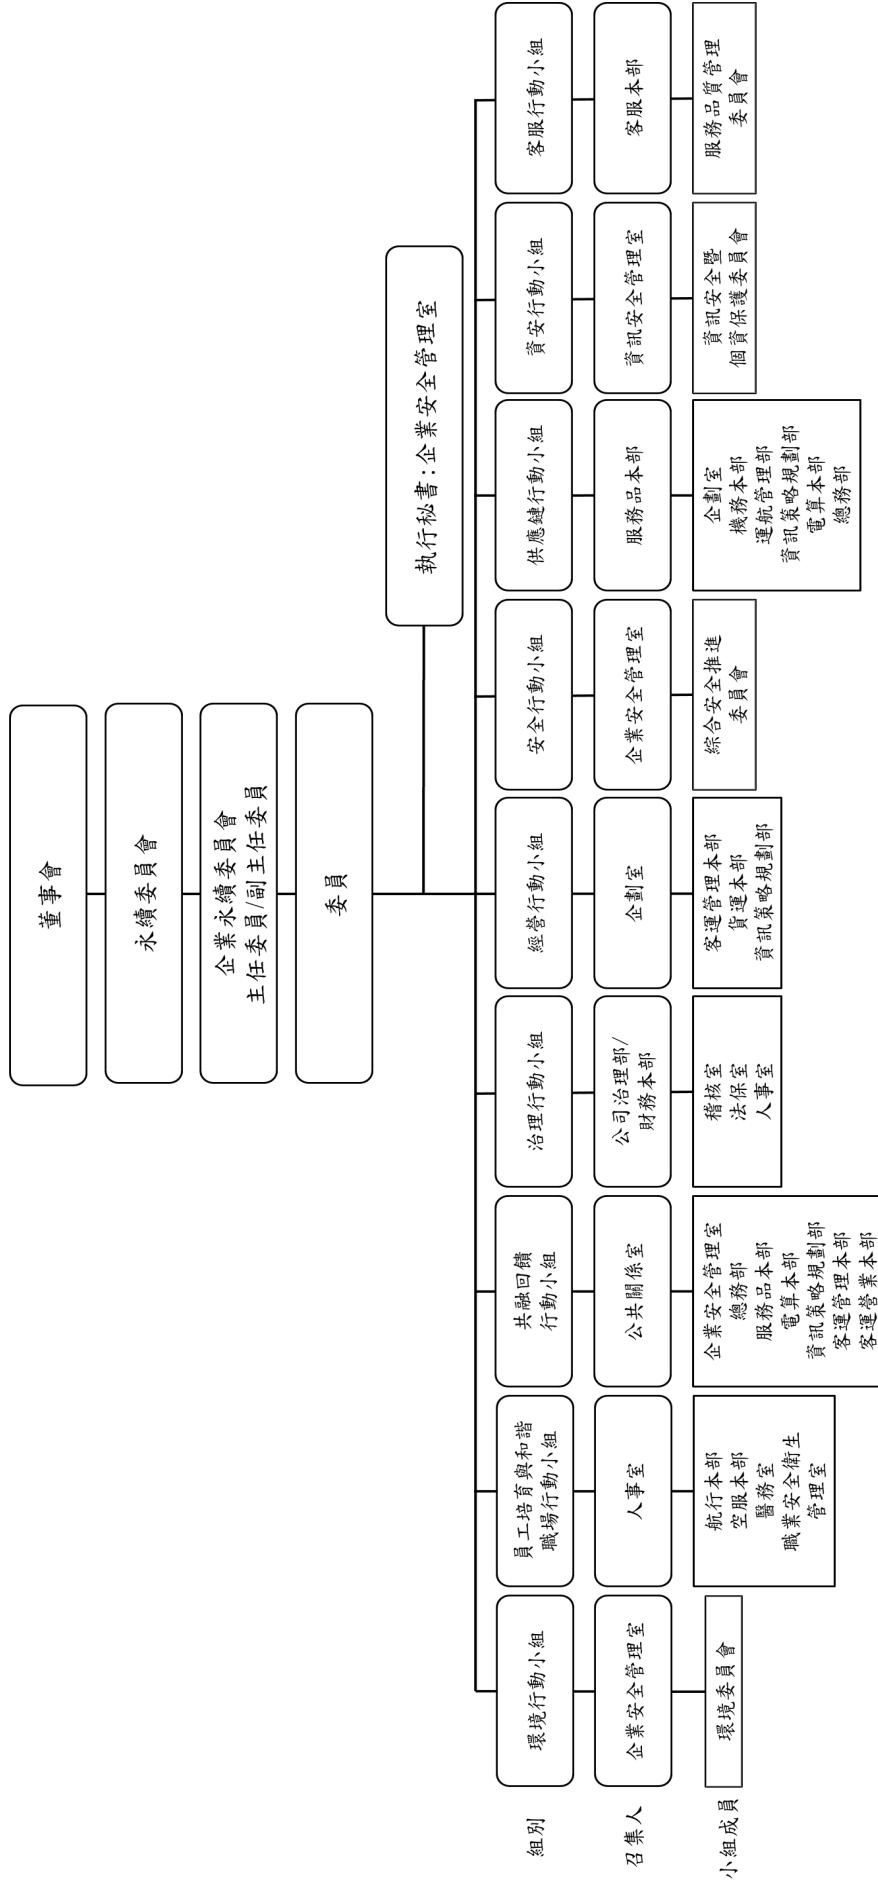 董事會
永續委員會
企業永續委員會
主任委員/副主任委員
委員
執行秘書:企業安全管理室
組別
環境行動小組
員工培育與和諧
職場行動小組
共融回饋
行動小組
治理行動小組
經營行動小組
安全行動小組
供應鏈行動小組
資安行動小組
客服行動小組
召集人
企業安全管理室
人事室
公共關係室
公司治理部/
財務本部
企劃室
企業安全管理室
服務品本部
資訊安全管理室
客服本部
小組成員
環境委員會
航行本部
空服本部
醫務室
職業安全衛生
管理室
企業安全管理室
總務部
服務品本部
電算本部
資訊策略規劃部
客運管理本部
客運營業本部
稽核室
法保室
人事室
客運管理本部
貨運本部
資訊策略規劃部
綜合安全推進
委員會
企劃室
機務本部
運航管理部
資訊策略規劃部
電算本部
總務部
資訊安全暨
個資保護委員會
服務品質管理
委員會